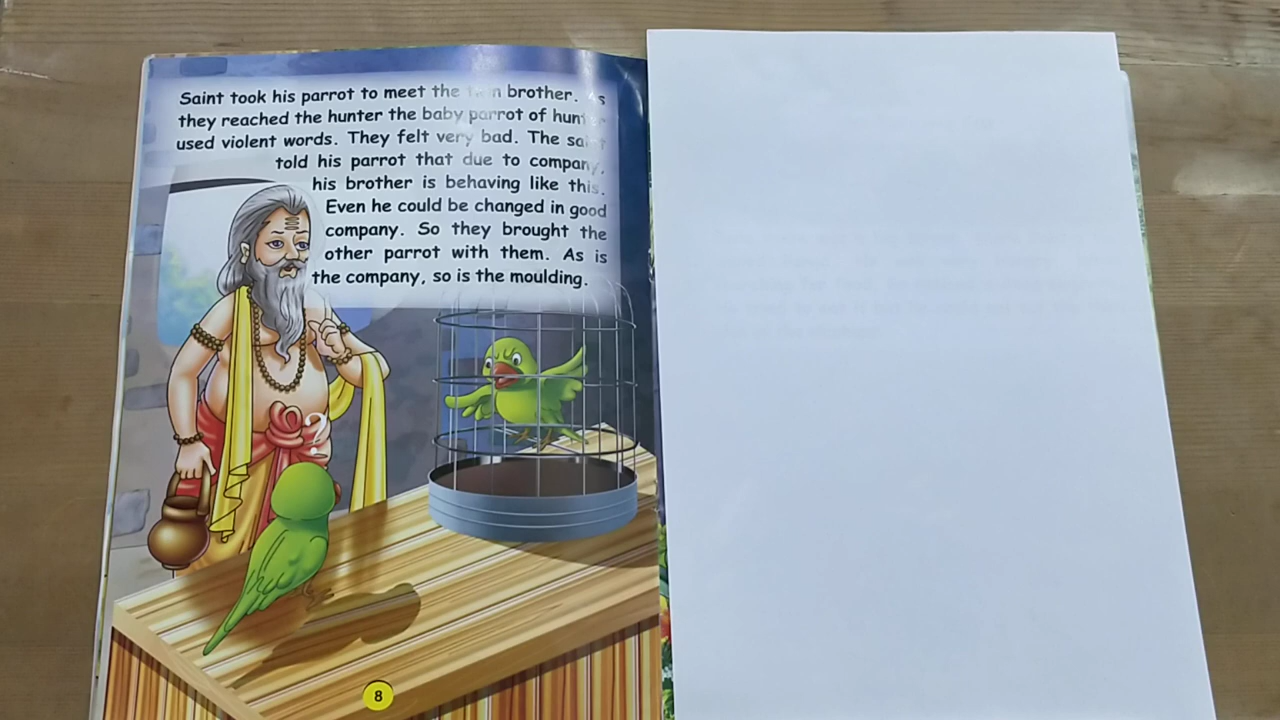 Saint took his parrot to meet the brother. As
they reached the hunter the baby parrot of hunter
used violent words. They felt very bad. The saint
told his parrot that due to company,
his brother is behaving like this.
Even he could be changed in good
company. So they brought the
other parrot with them. As is
the company, so is the moulding.
8